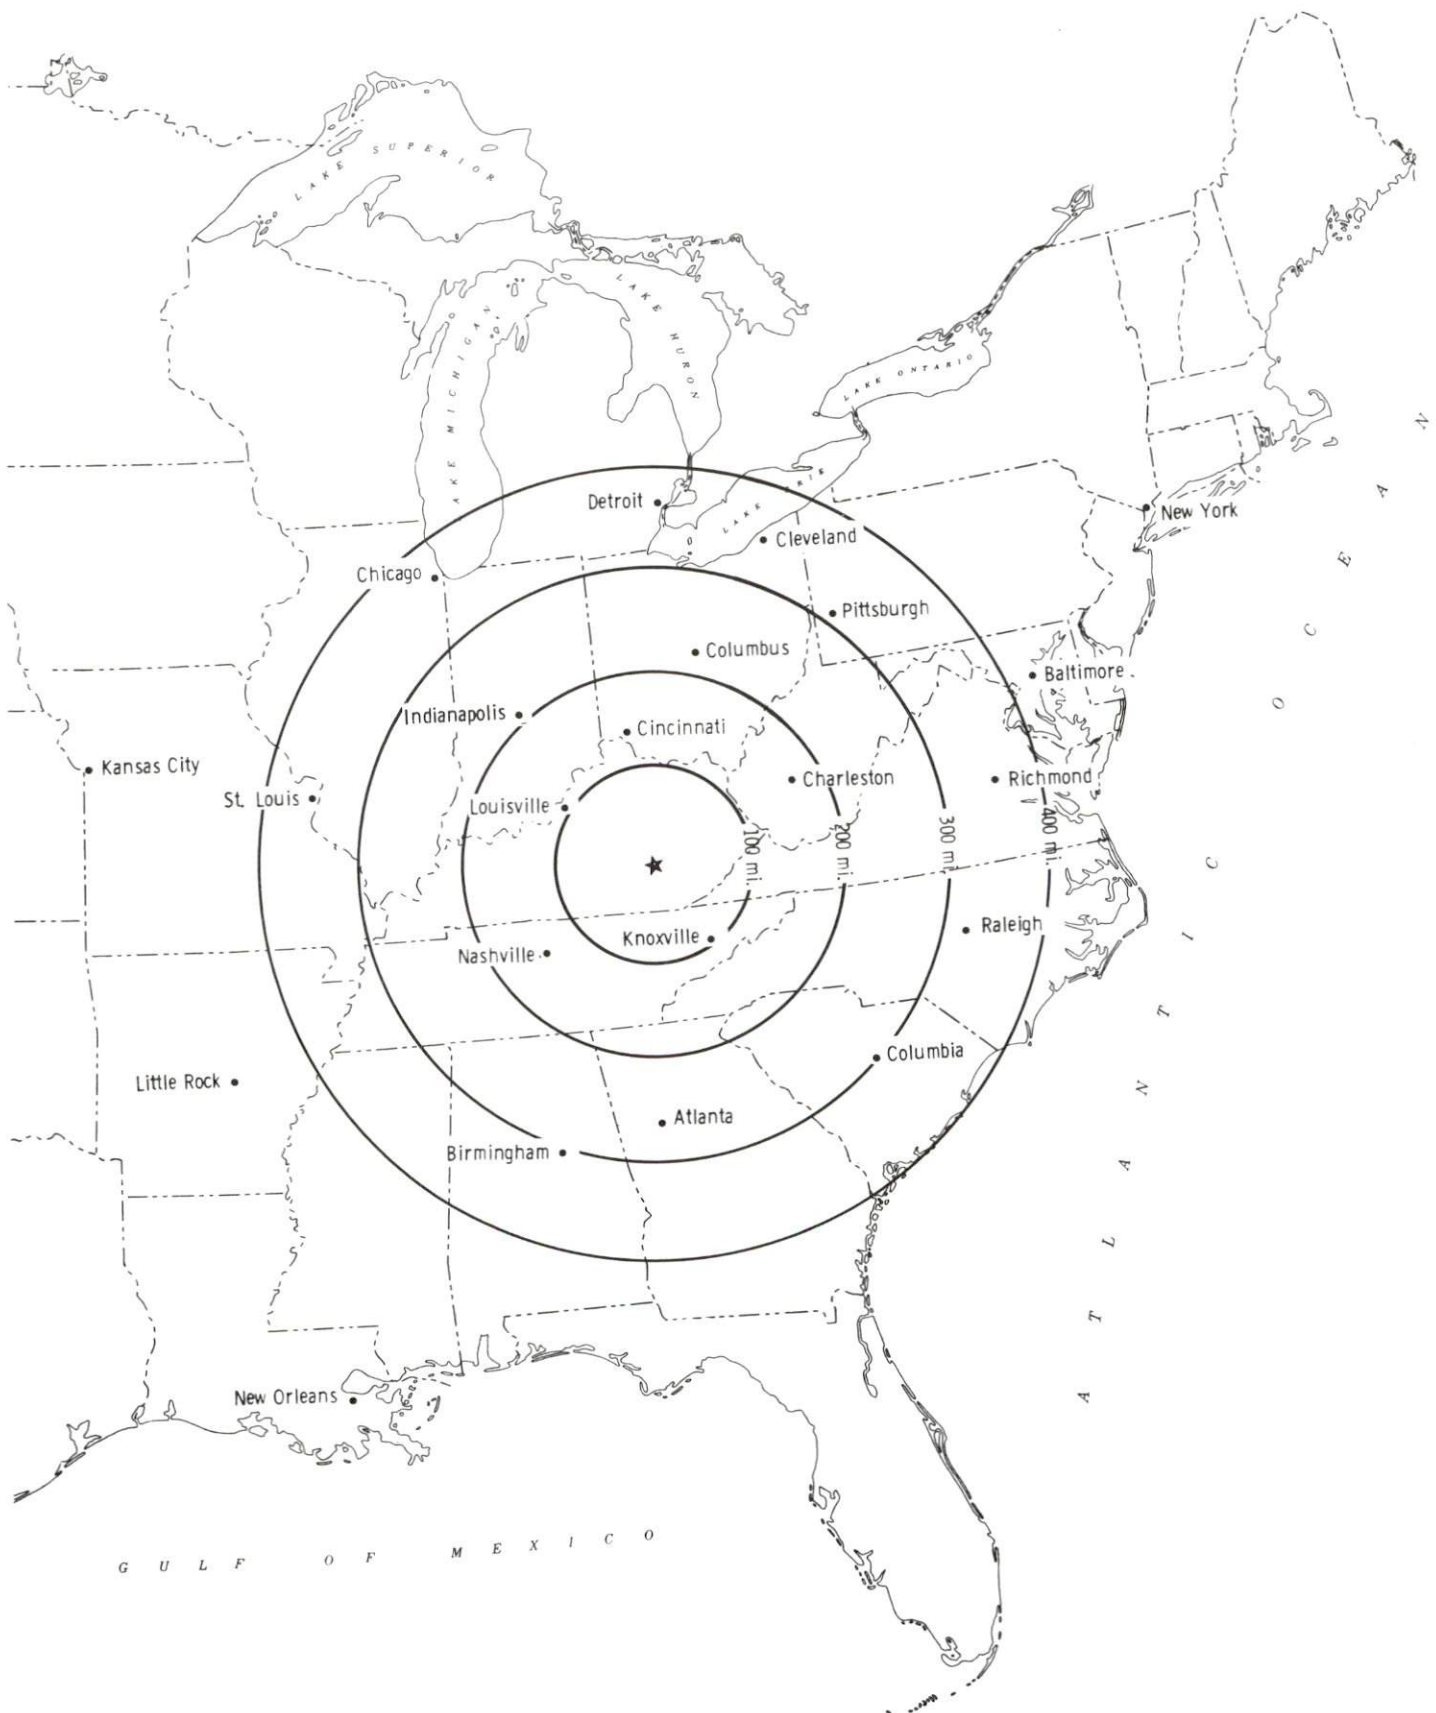 LAKE SUPERIOR
LAKE MICHIGAN
LAKE HURON
LAKE ONTARIO
LAKE ERIE
Detroit
Cleveland
New York
Chicago
Pittsburgh
Columbus
Baltimore
Indianapolis
Cincinnati
Kansas City
Charleston
Richmond
St. Louis
Louisville
100 mi.
200 mi.
300 mi.
400 mi.
Raleigh
Knoxville
Nashville
Columbia
Little Rock
Atlanta
Birmingham
New Orleans
ATLANTIC OCEAN
GULF OF MEXICO